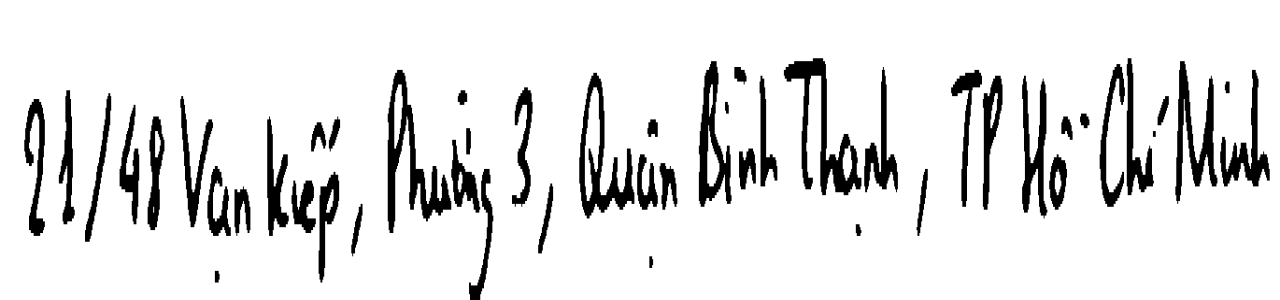 21/48 Vạn Kiếp, Phường 3, Quận Bình Thạnh, TP Hồ Chí Minh